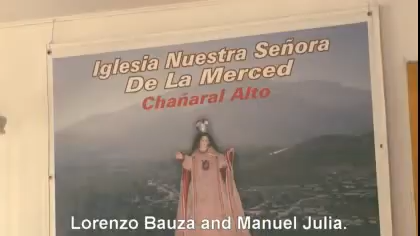 Iglesia Nuestra Señora
De La Merced
Chañaral Alto
Lorenzo Bauza and Manuel Julia.